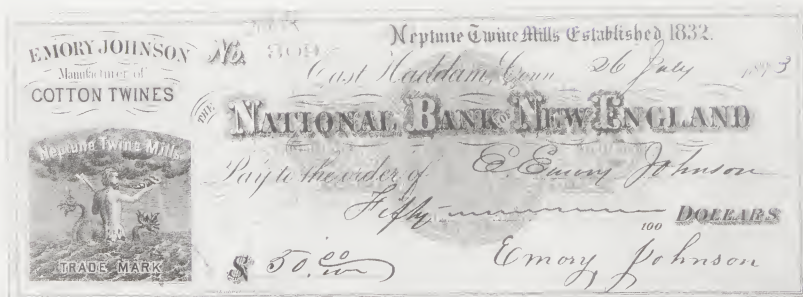 EMORY JOHNSON
Manufacturer of
COTTON TWINES
Neptune Twine Mills
TRADE MARK
Neptune Twine Mills Established 1832.
No.
East Haddam, Conn 26 July 3
THE NATIONAL BANK OF NEW ENGLAND
Pay to the order of E. Emory Johnson
Fifty 100 DOLLARS
$ 50.00/100 Emory Johnson